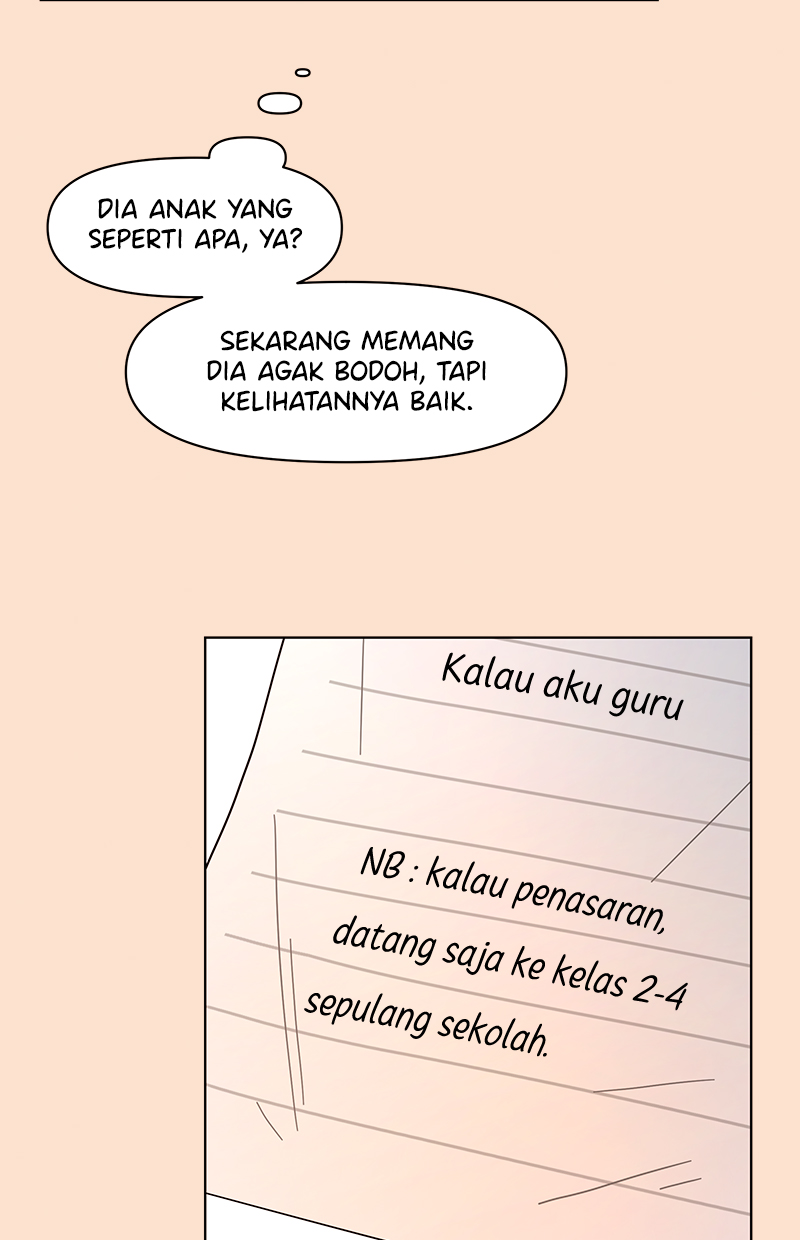 DIA ANAK YANG
SEPERTI APA, YA?
SEKARANG MEMANG
DIA AGAK BODOH, TAPI
KELIHATANNYA BAIK.
Kalau aku guru
NB : kalau penasaran,
datang saja ke kelas 2-4
sepulang sekolah.